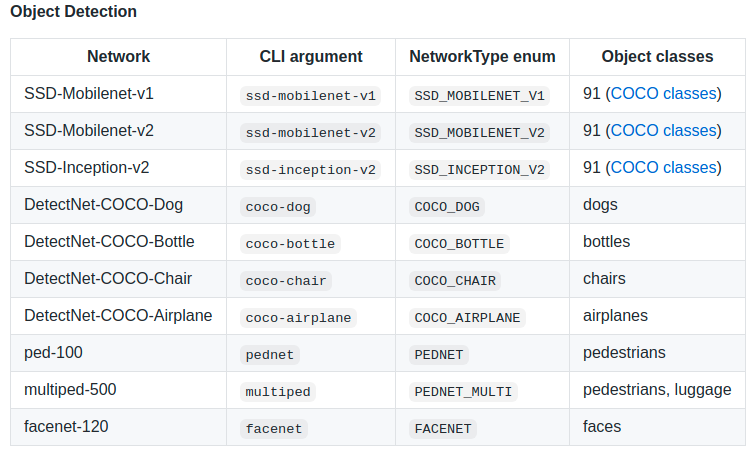 Object Detection
Network CLI argument NetworkType enum Object classes
SSD-Mobilenet-v1 ssd-mobilenet-v1 SSD_MOBILENET_V1 91 (COCO classes)
SSD-Mobilenet-v2 ssd-mobilenet-v2 SSD_MOBILENET_V2 91 (COCO classes)
SSD-Inception-v2 ssd-inception-v2 SSD_INCEPTION_V2 91 (COCO classes)
DetectNet-COCO-Dog coco-dog COCO_DOG dogs
DetectNet-COCO-Bottle coco-bottle COCO_BOTTLE bottles
DetectNet-COCO-Chair coco-chair COCO_CHAIR chairs
DetectNet-COCO-Airplane coco-airplane COCO_AIRPLANE airplanes
ped-100 pednet PEDNET pedestrians
multiped-500 multiped PEDNET_MULTI pedestrians, luggage
facenet-120 facenet FACENET faces